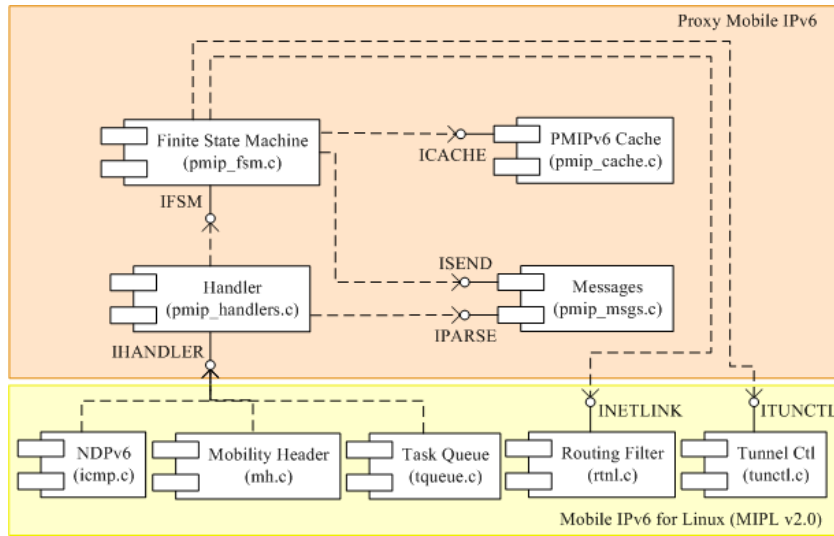 Proxy Mobile IPv6
Finite State Machine
(pmip_fsm.c)
PMIPv6 Cache
(pmip_cache.c)
ICACHE
IFSM
ISEND
Handler
(pmip_handlers.c)
Messages
(pmip_msgs.c)
IPARSE
IHANDLER
INETLINK
ITUNCTL
NDPv6
(icmp.c)
Mobility Header
(mh.c)
Task Queue
(tqueue.c)
Routing Filter
(rtnl.c)
Tunnel Ctl
(tunctl.c)
Mobile IPv6 for Linux (MIPL v2.0)